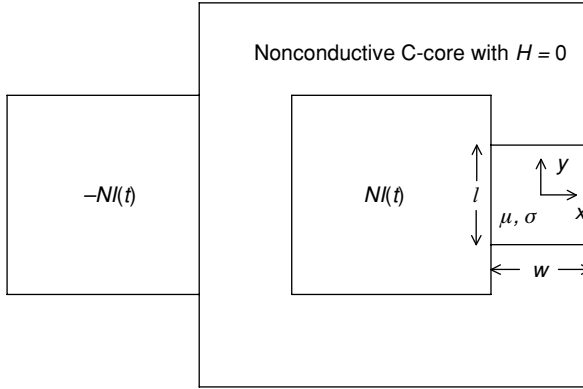 Nonconductive C-core with H = 0
–NI(t)
NI(t)
l
y
x
μ, σ
w